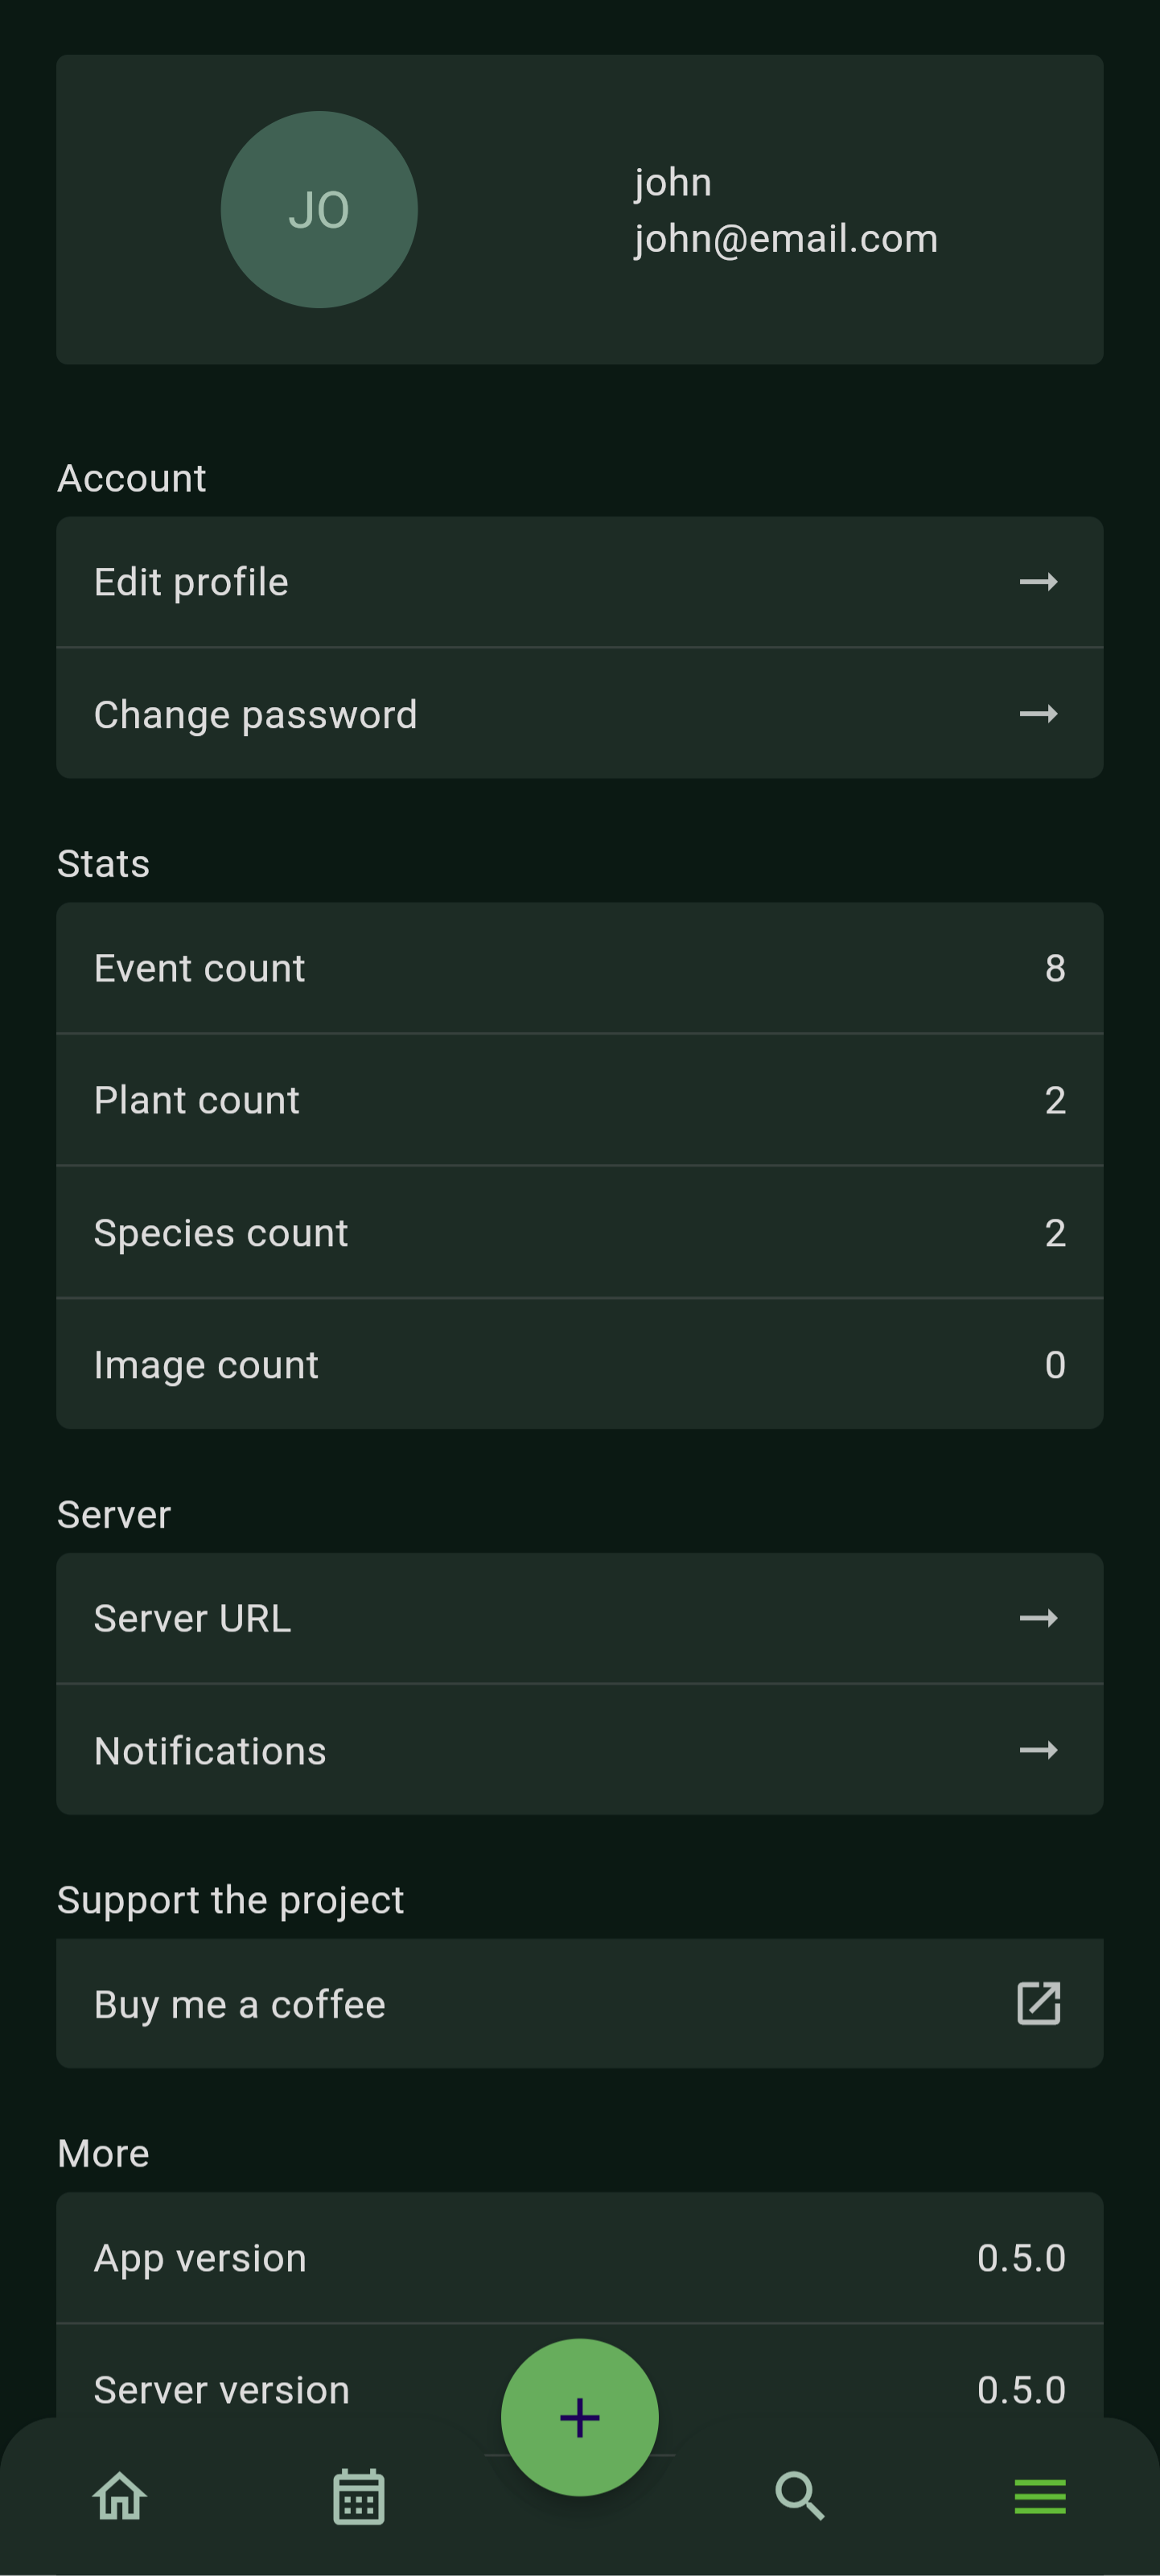 JO
john
john@email.com
Account
Edit profile
Change password
Stats
Event count 8
Plant count 2
Species count 2
Image count 0
Server
Server URL
Notifications
Support the project
Buy me a coffee
More
App version 0.5.0
Server version 0.5.0